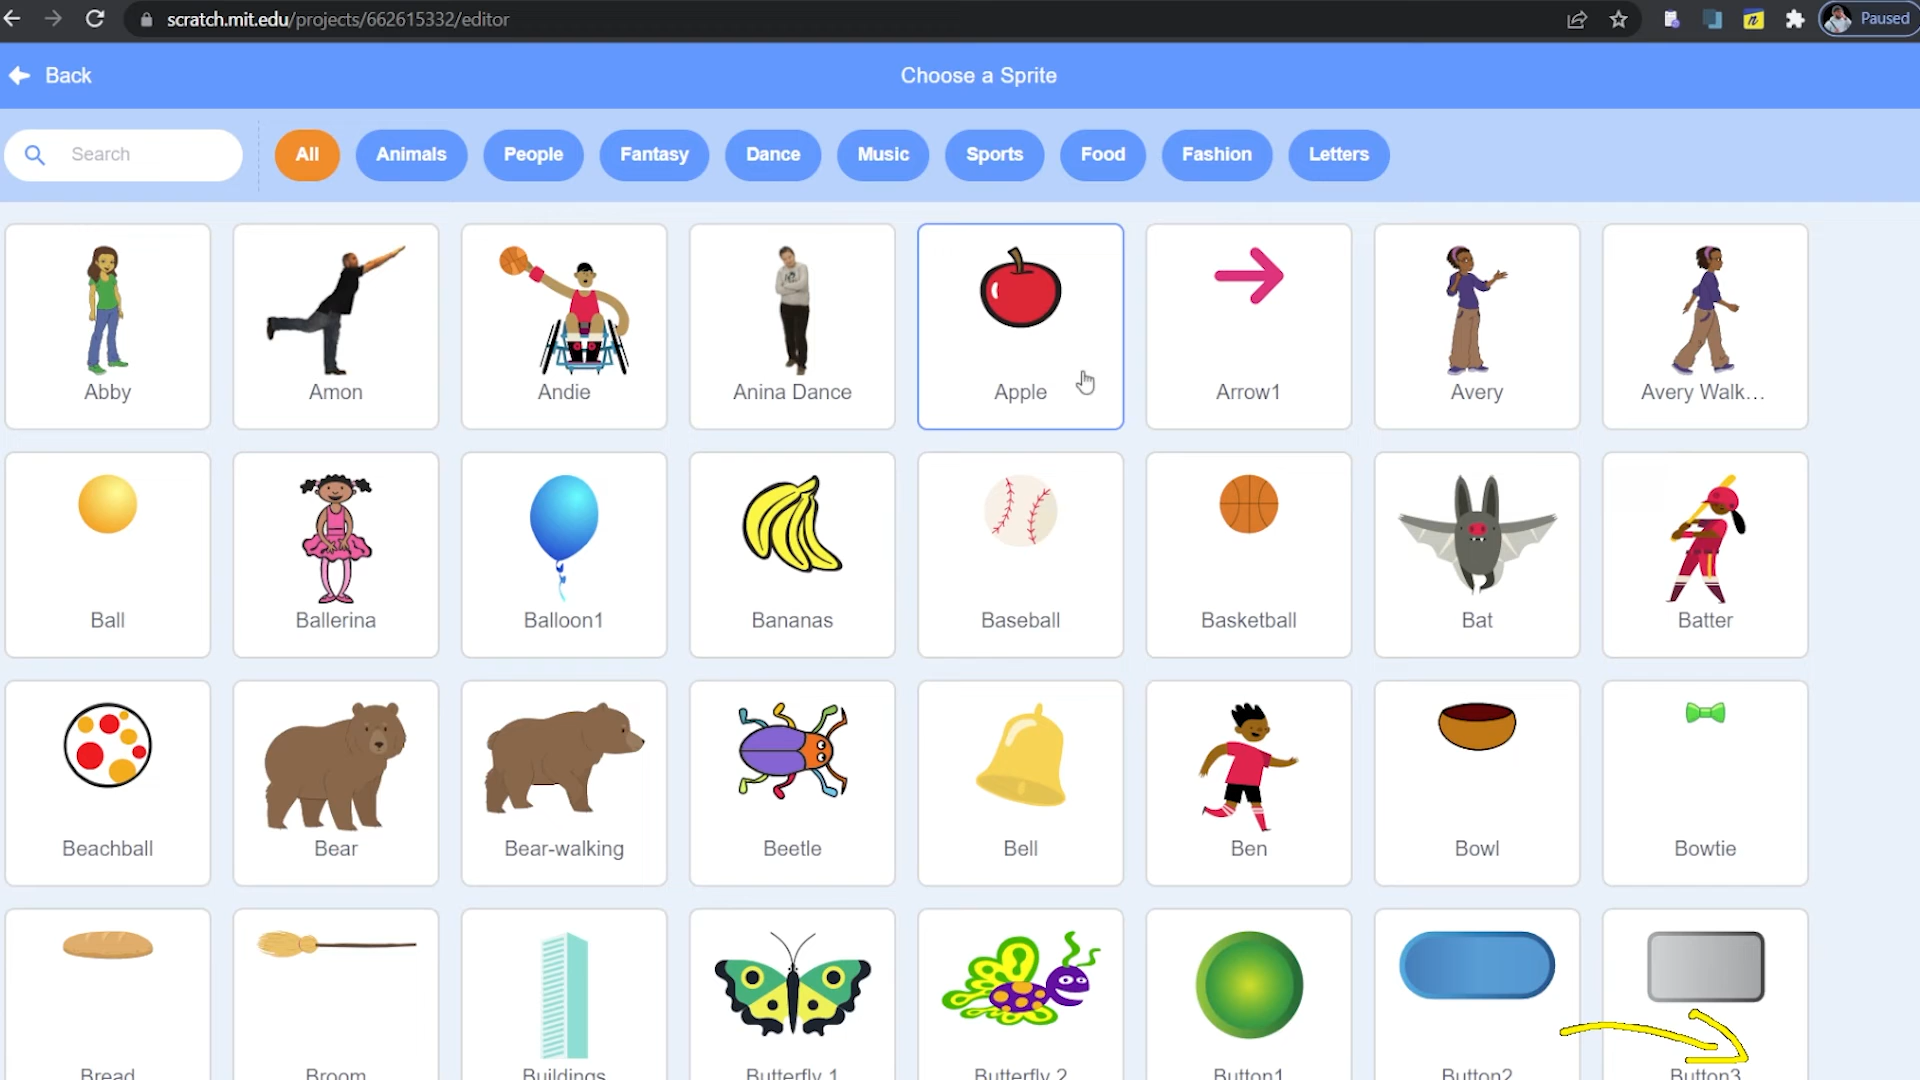 scratch.mit.edu/projects/662615332/editor
Paused
Back
Choose a Sprite
Search
All
Animals
People
Fantasy
Dance
Music
Sports
Food
Fashion
Letters
Abby
Amon
Andie
Anina Dance
Apple
Arrow1
Avery
Avery Walk...
Ball
Ballerina
Balloon1
Bananas
Baseball
Basketball
Bat
Batter
Beachball
Bear
Bear-walking
Beetle
Bell
Ben
Bowl
Bowtie
Bread
Broom
Buildings
Butterfly 1
Butterfly 2
Button1
Button2
Button3